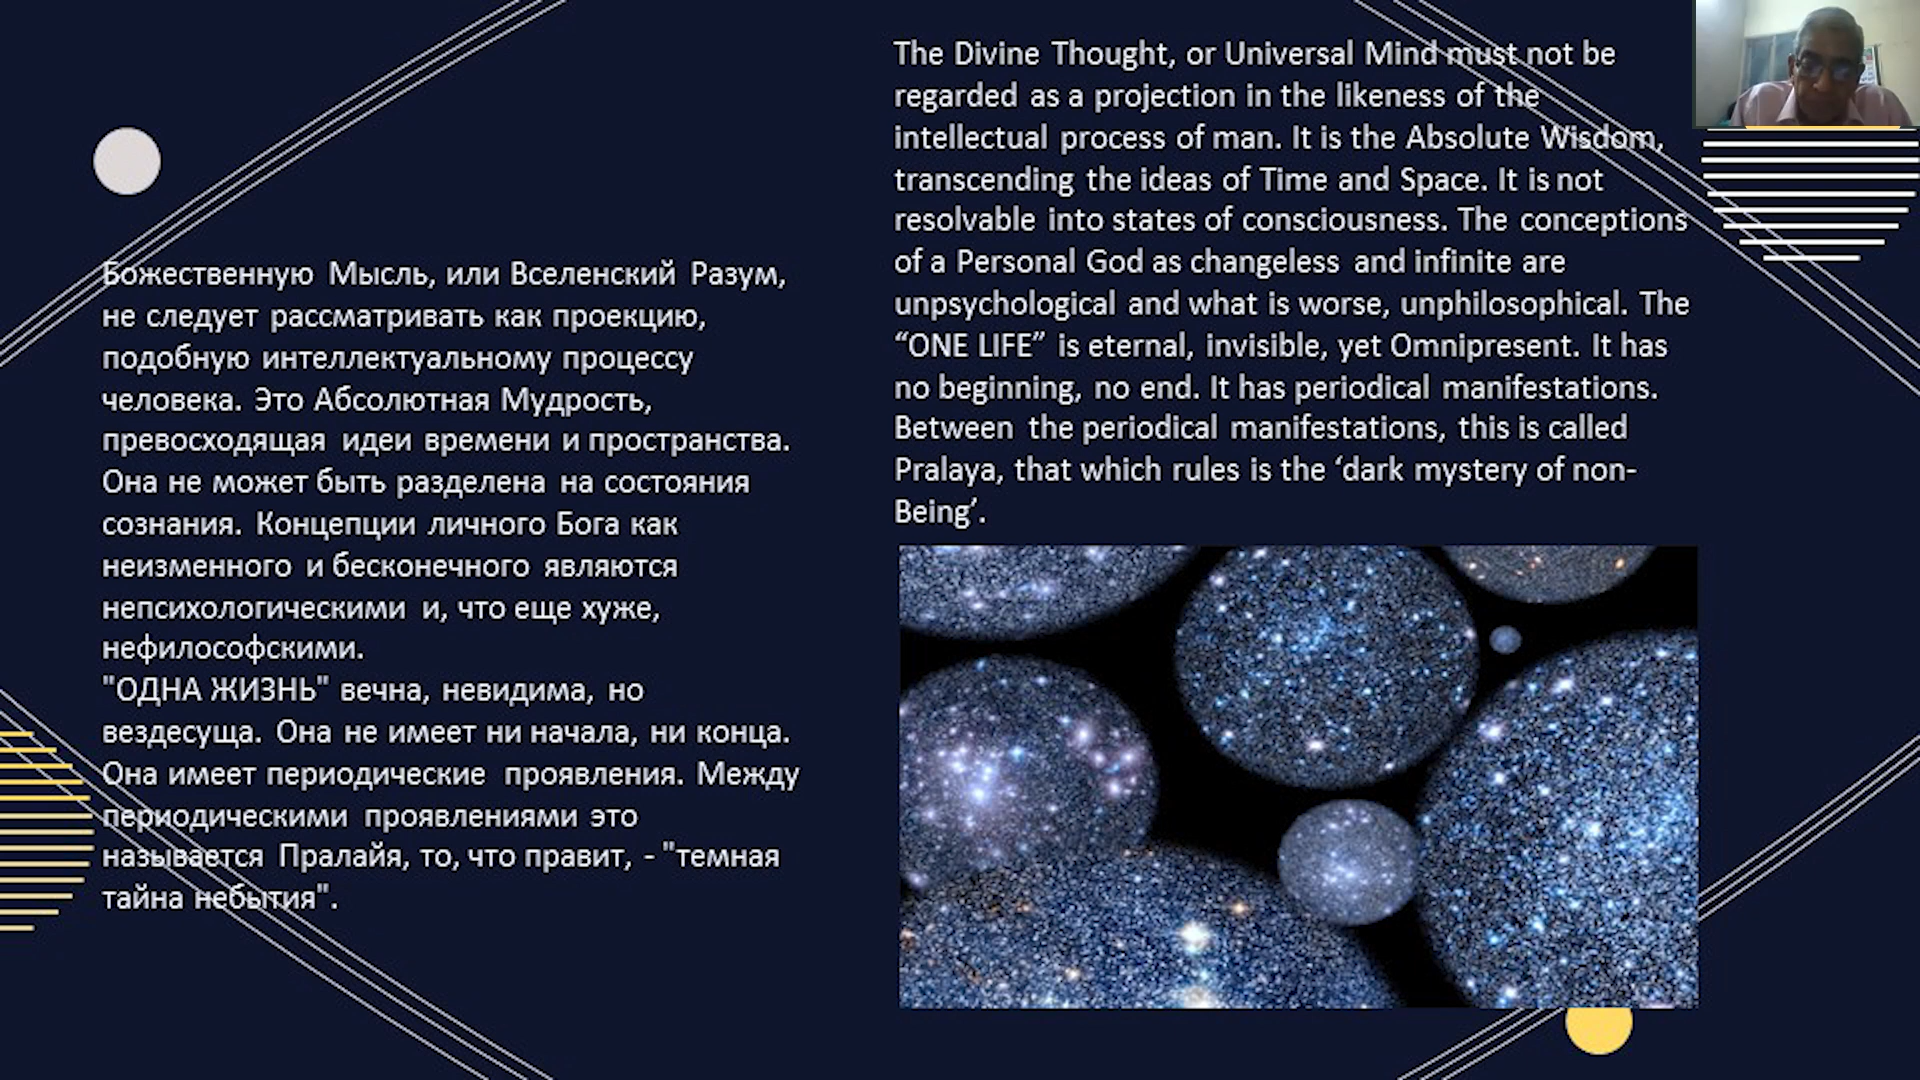 Божественную Мысль, или Вселенский Разум,
не следует рассматривать как проекцию,
подобную интеллектуальному процессу
человека. Это Абсолютная Мудрость,
превосходящая идеи времени и пространства.
Она не может быть разделена на состояния
сознания. Концепции личного Бога как
неизменного и бесконечного являются
непсихологическими и, что еще хуже,
нефилософскими.
"ОДНА ЖИЗНЬ" вечна, невидима, но
вездесуща. Она не имеет ни начала, ни конца.
Она имеет периодические проявления. Между
периодическими проявлениями это
называется Пралайя, то, что правит, - "темная
тайна небытия".
The Divine Thought, or Universal Mind must not be
regarded as a projection in the likeness of the
intellectual process of man. It is the Absolute Wisdom,
transcending the ideas of Time and Space. It is not
resolvable into states of consciousness. The conceptions
of a Personal God as changeless and infinite are
unpsychological and what is worse, unphilosophical. The
“ONE LIFE” is eternal, invisible, yet Omnipresent. It has
no beginning, no end. It has periodical manifestations.
Between the periodical manifestations, this is called
Pralaya, that which rules is the ‘dark mystery of non-
Being’.